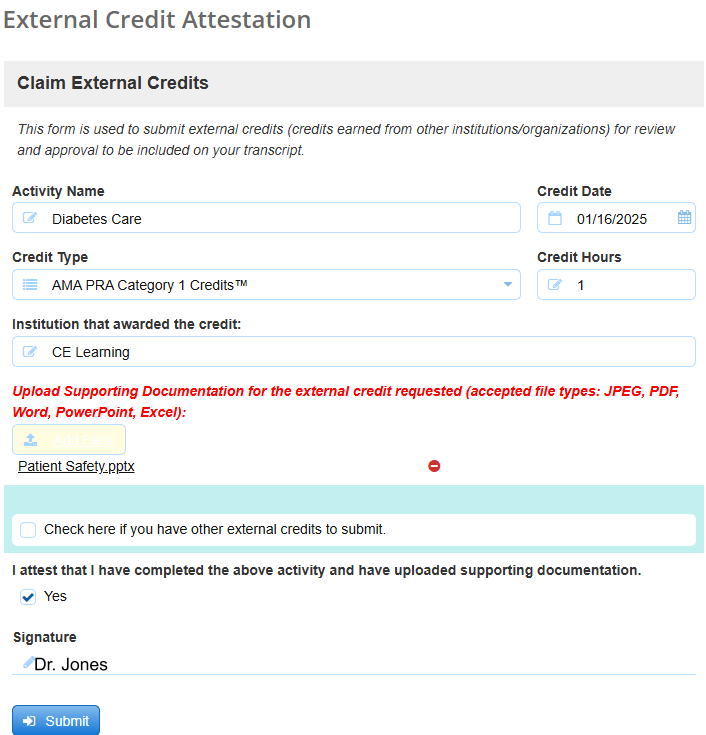 External Credit Attestation
Claim External Credits
This form is used to submit external credits (credits earned from other institutions/organizations) for review
and approval to be included on your transcript.
Activity Name
Credit Date
Diabetes Care
01/16/2025
Credit Type
Credit Hours
AMA PRA Category 1 Credits™
1
Institution that awarded the credit:
CE Learning
Upload Supporting Documentation for the external credit requested (accepted file types: JPEG, PDF,
Word, PowerPoint, Excel):
Patient Safety.pptx
Check here if you have other external credits to submit.
I attest that I have completed the above activity and have uploaded supporting documentation.
Yes
Signature
Dr. Jones
Submit